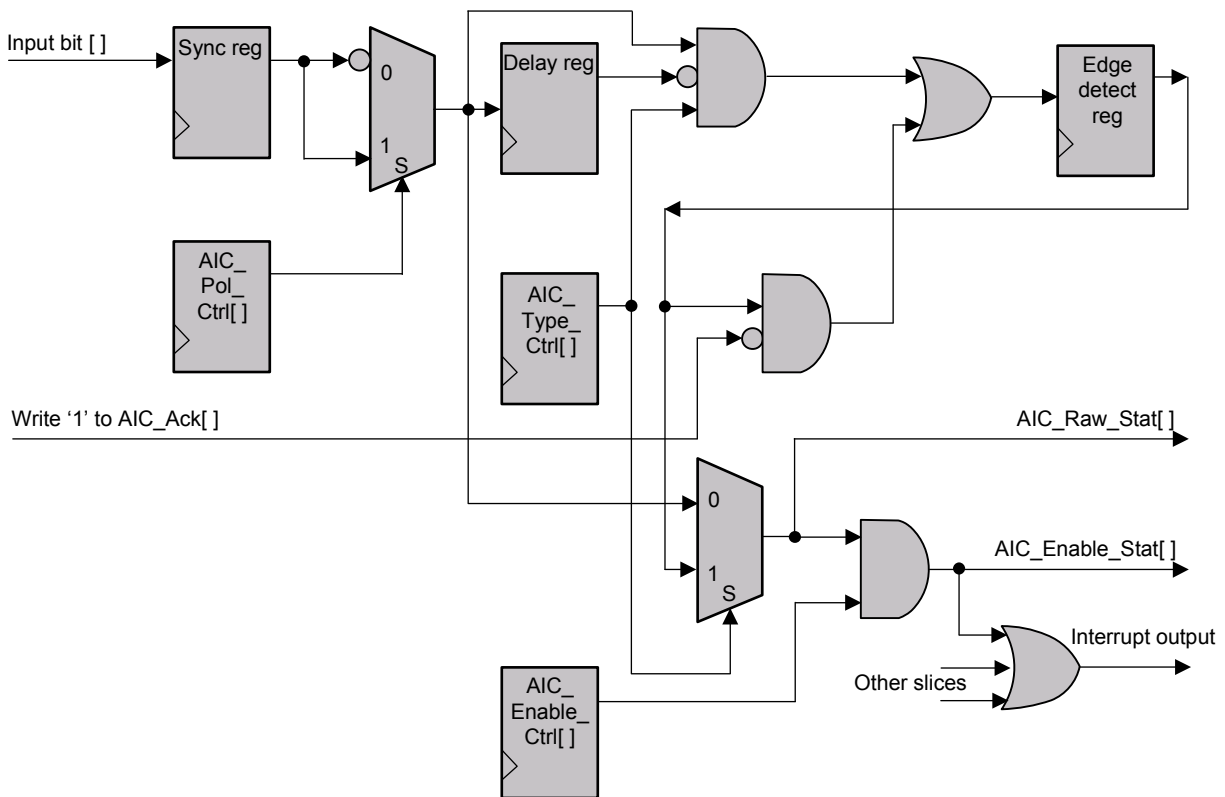 Input bit [ ]
Sync reg
0
1
S
Delay reg
Edge
detect
reg
AIC_
Pol_
Ctrl[ ]
AIC_
Type_
Ctrl[ ]
Write ‘1’ to AIC_Ack[ ]
AIC_Raw_Stat[ ]
0
1
S
AIC_Enable_Stat[ ]
Interrupt output
Other slices
AIC_
Enable_
Ctrl[ ]